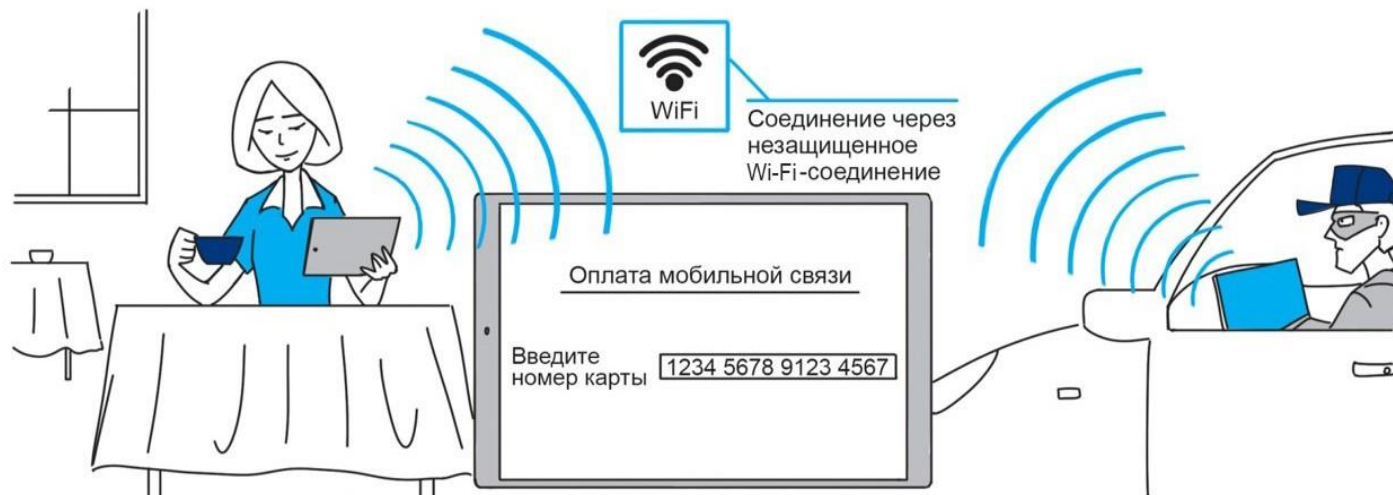 WiFi
Соединение через
незащищенное
Wi-Fi-соединение
Оплата мобильной связи
Введите
номер карты
1234 5678 9123 4567